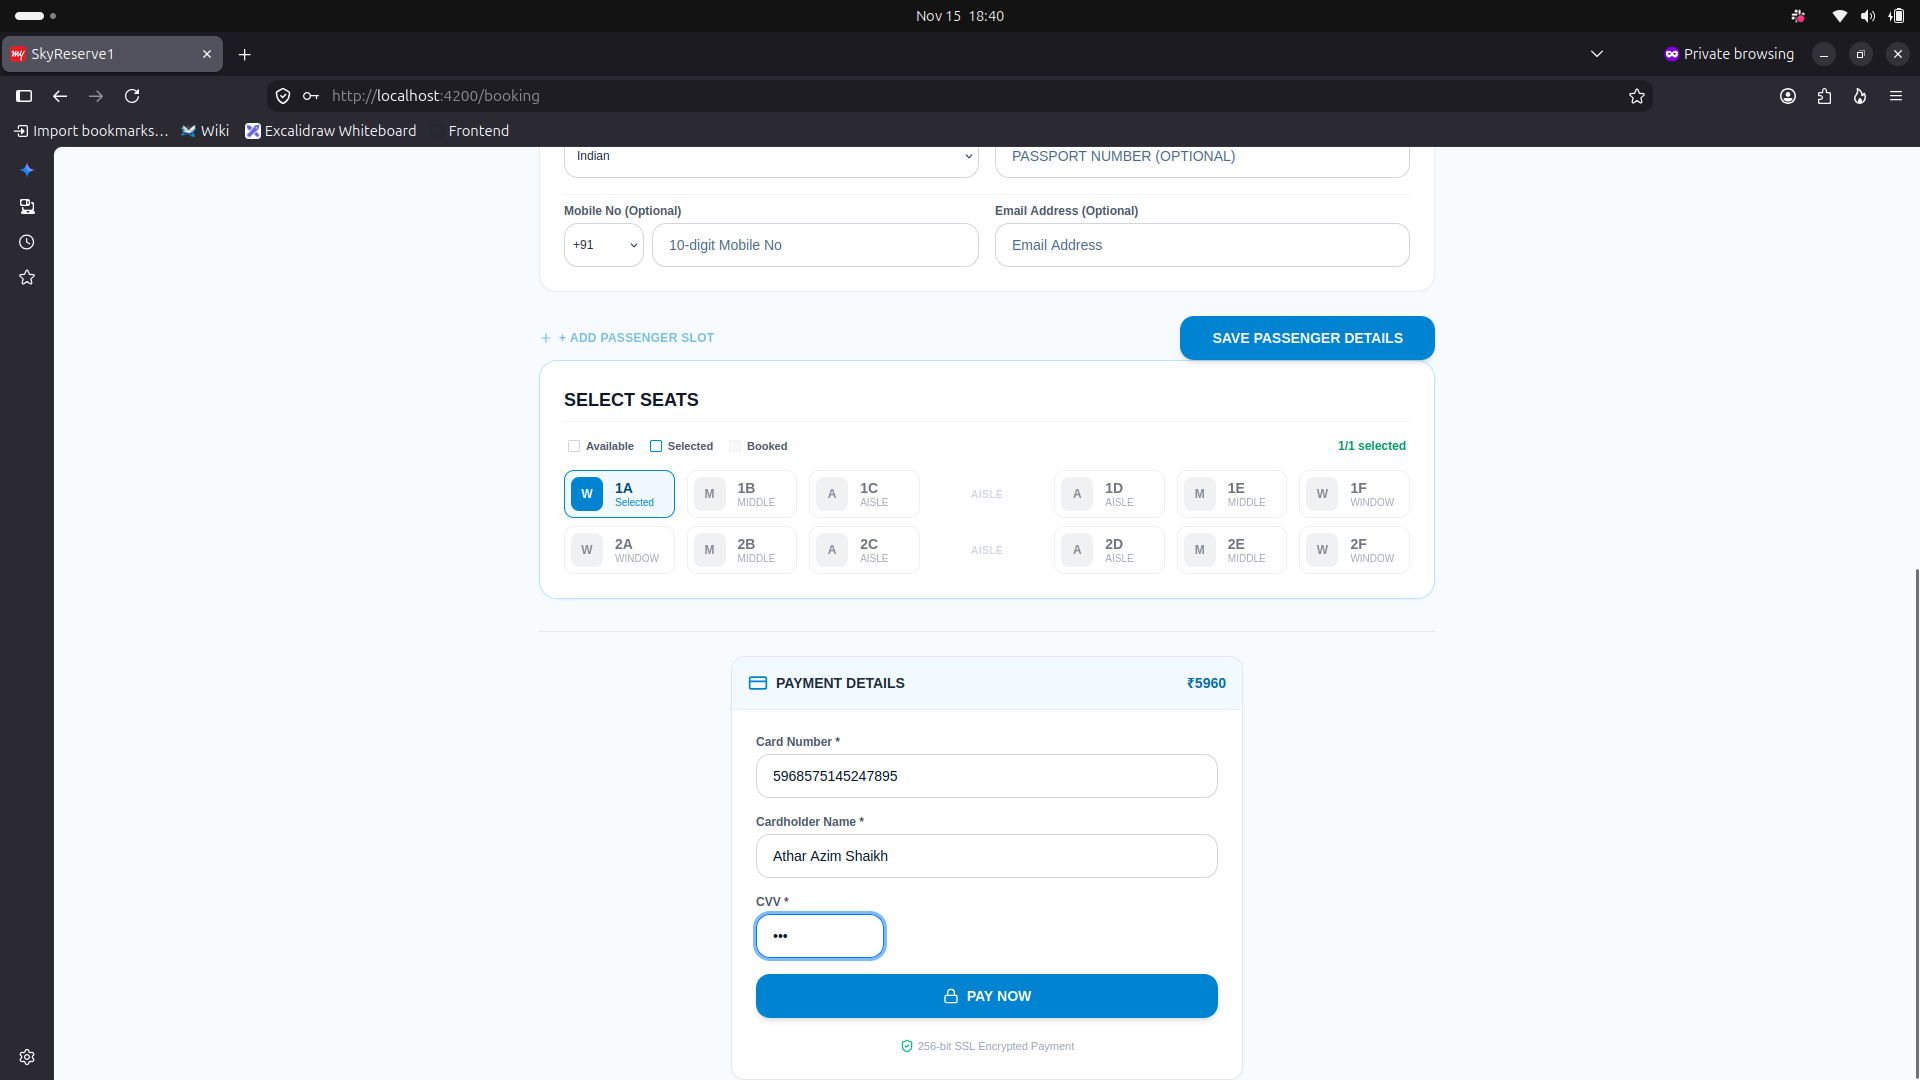 Nov 15 18:40
SkyReserve1
Private browsing
http://localhost:4200/booking
Import bookmarks… Wiki Excalidraw Whiteboard Frontend
Indian PASSPORT NUMBER (OPTIONAL)
Mobile No (Optional) Email Address (Optional)
+91 10-digit Mobile No Email Address
+ ADD PASSENGER SLOT SAVE PASSENGER DETAILS
SELECT SEATS
Available Selected Booked 1/1 selected
W 1A Selected M 1B MIDDLE A 1C AISLE AISLE A 1D AISLE M 1E MIDDLE W 1F WINDOW
W 2A WINDOW M 2B MIDDLE A 2C AISLE AISLE A 2D AISLE M 2E MIDDLE W 2F WINDOW
PAYMENT DETAILS ₹5960
Card Number *
5968575145247895
Cardholder Name *
Athar Azim Shaikh
CVV *
•••
PAY NOW
256-bit SSL Encrypted Payment